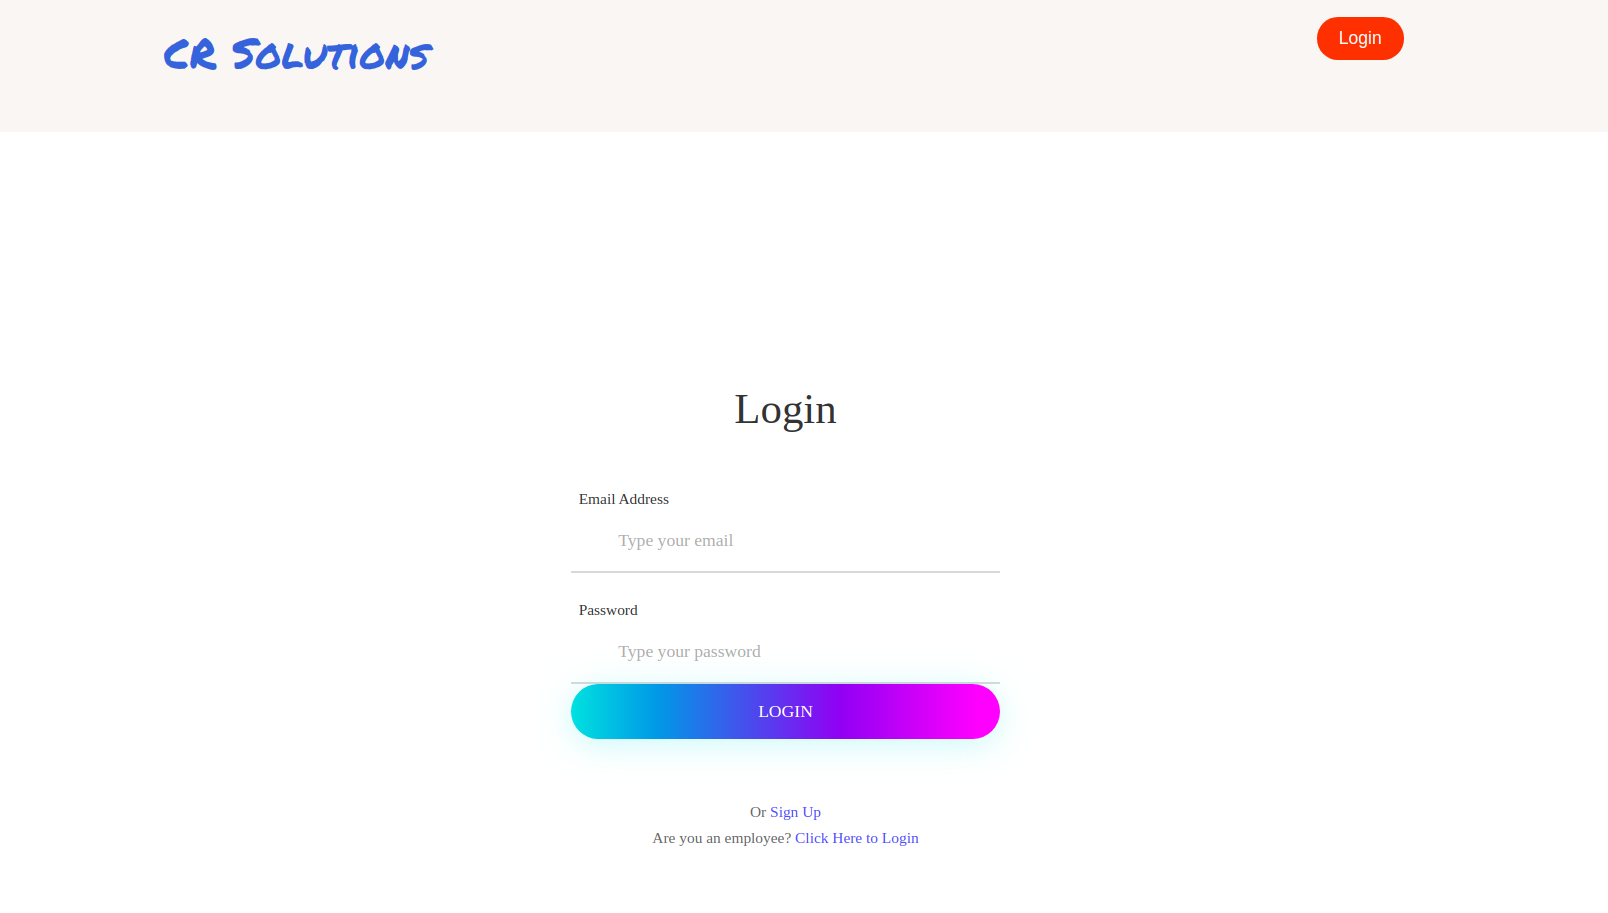 CR Solutions
Login
Login
Email Address
Type your email
Password
Type your password
LOGIN
Or Sign Up
Are you an employee? Click Here to Login